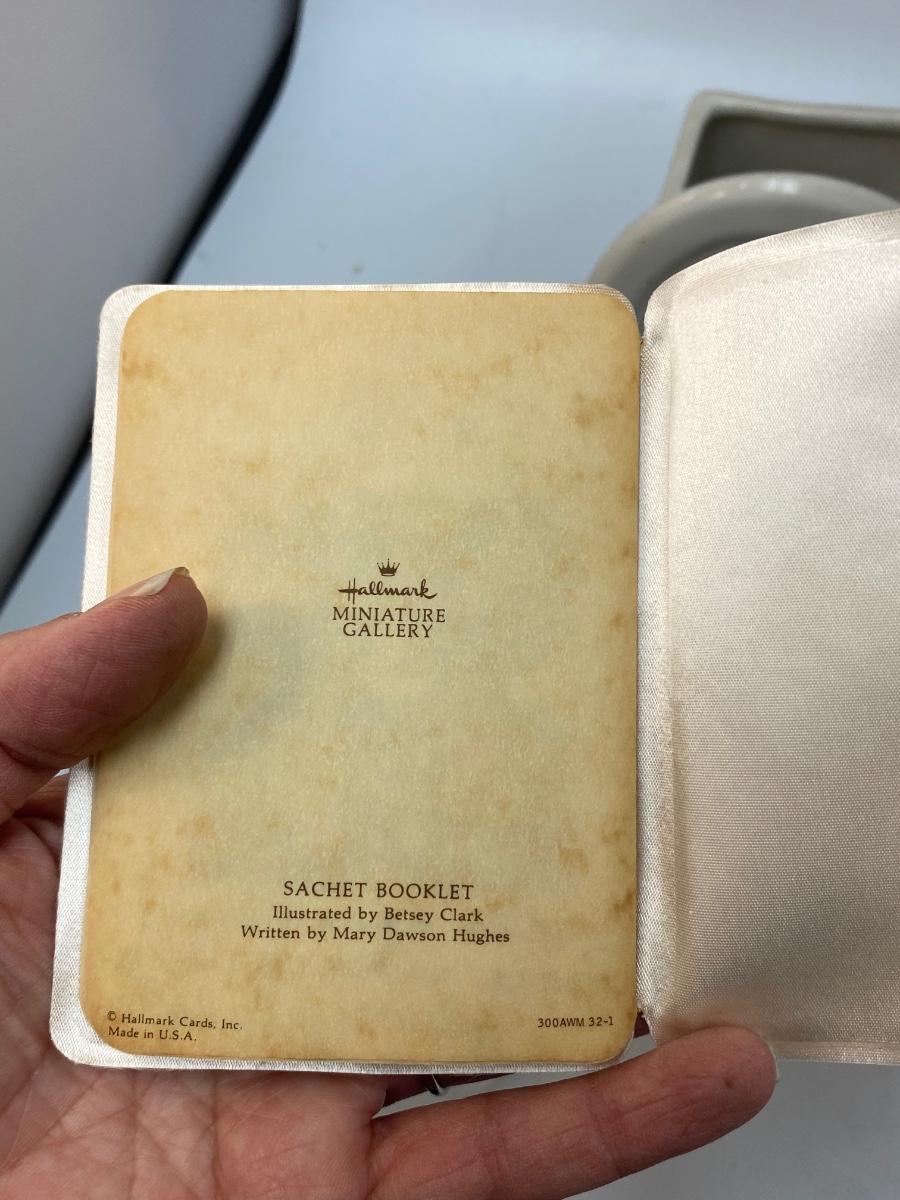 Hallmark
MINIATURE
GALLERY
SACHET BOOKLET
Illustrated by Betsey Clark
Written by Mary Dawson Hughes
© Hallmark Cards, Inc.
Made in U.S.A.
300AWM 32-1